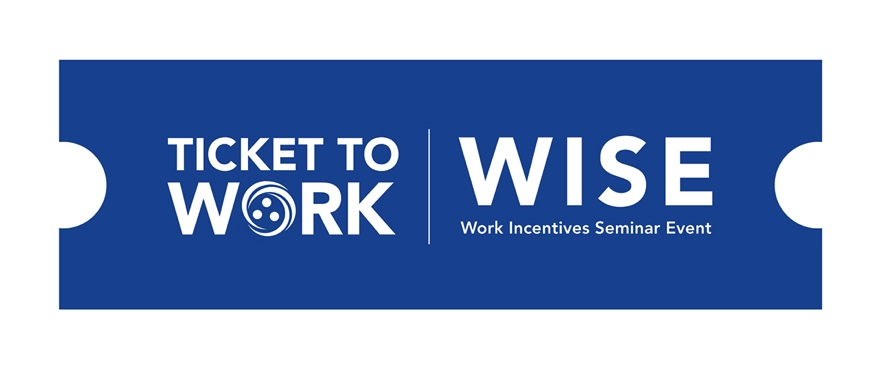 TICKET TO
WORK
WISE
Work Incentives Seminar Event